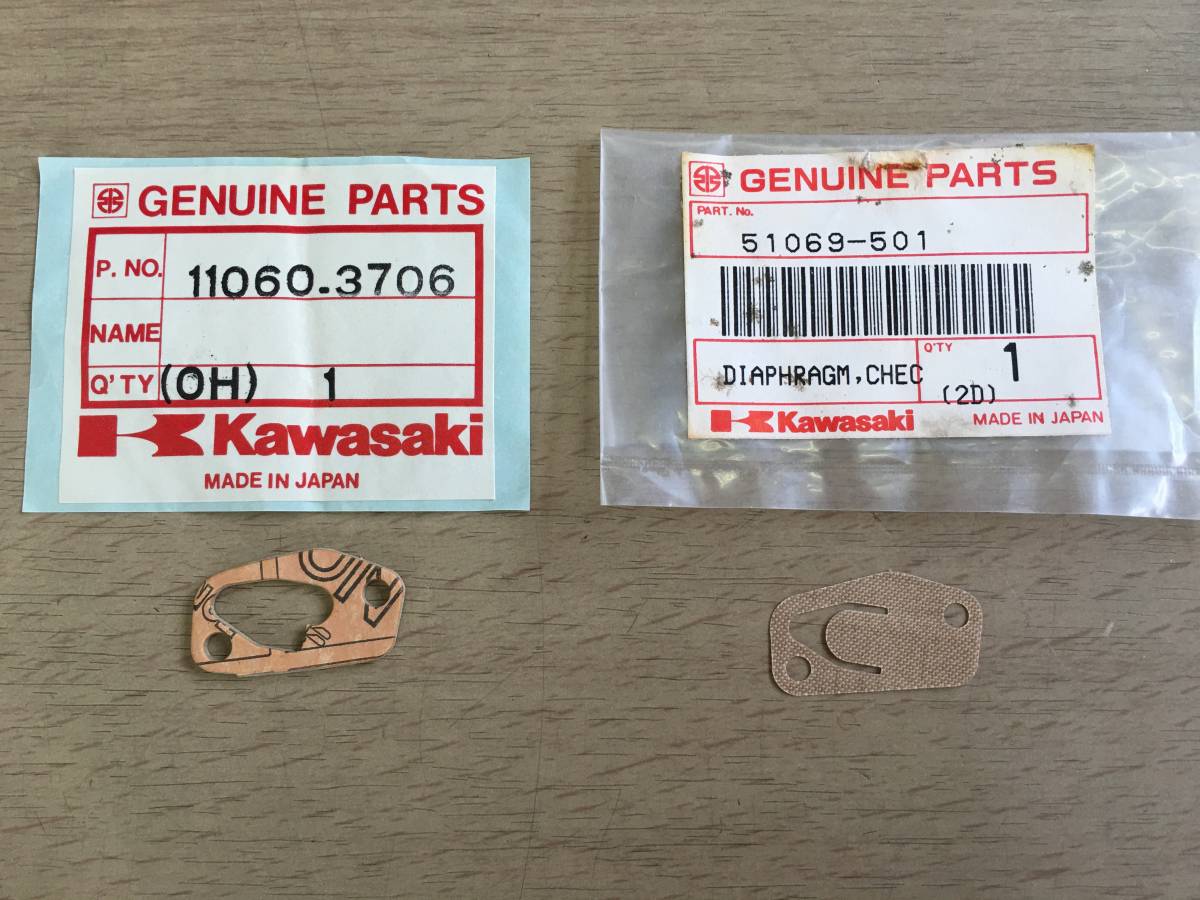 GENUINE PARTS
P. NO. 11060-3706
NAME
Q'TY (OH) 1
Kawasaki
MADE IN JAPAN
GENUINE PARTS
PART. No.
51069-501
DIAPHRAGM,CHEC
Q'TY 1
(2D)
Kawasaki MADE IN JAPAN